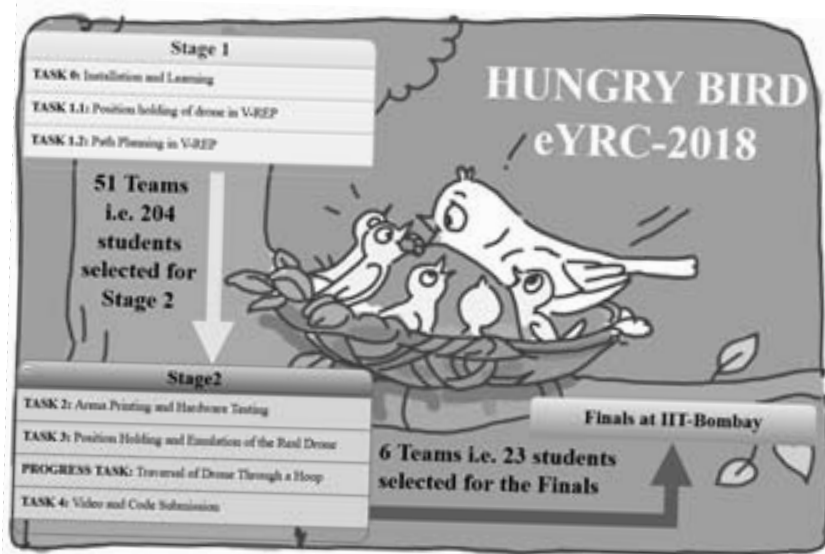 Stage 1
TASK 0: Installation and Learning
TASK 1.1: Position holding of drone in V-REP
TASK 1.2: Path Planning in V-REP
HUNGRY BIRD
eYRC-2018
51 Teams
i.e. 204
students
selected for
Stage 2
Stage2
TASK 2: Arena Printing and Hardware Testing
TASK 3: Position Holding and Emulation of the Real Drone
PROGRESS TASK: Traversal of Drone Through a Hoop
TASK 4: Video and Code Submission
Finals at IIT-Bombay
6 Teams i.e. 23 students
selected for the Finals